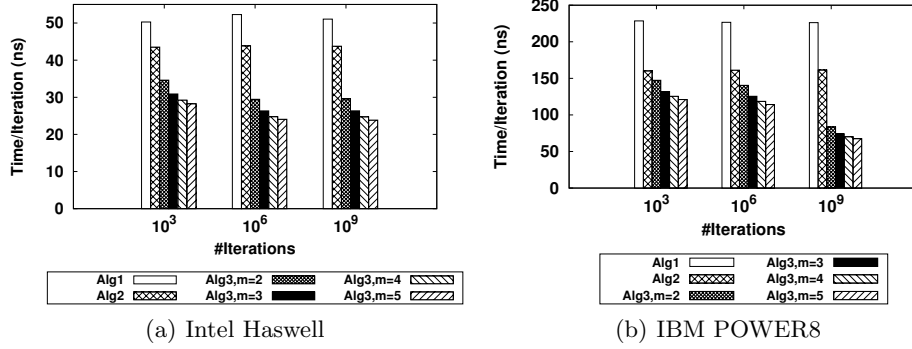 50
40
30
20
10
0
Time/Iteration (ns)
10^3 10^6 10^9
#Iterations
Alg1 Alg3,m=2 Alg3,m=4
Alg2 Alg3,m=3 Alg3,m=5
(a) Intel Haswell
250
200
150
100
50
0
Time/Iteration (ns)
10^3 10^6 10^9
#Iterations
Alg1 Alg3,m=3
Alg2 Alg3,m=4
Alg3,m=2 Alg3,m=5
(b) IBM POWER8